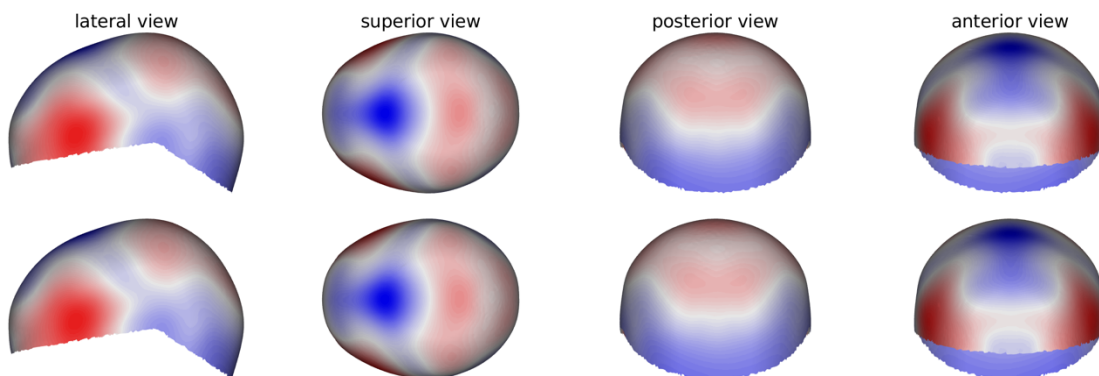 lateral view
superior view
posterior view
anterior view